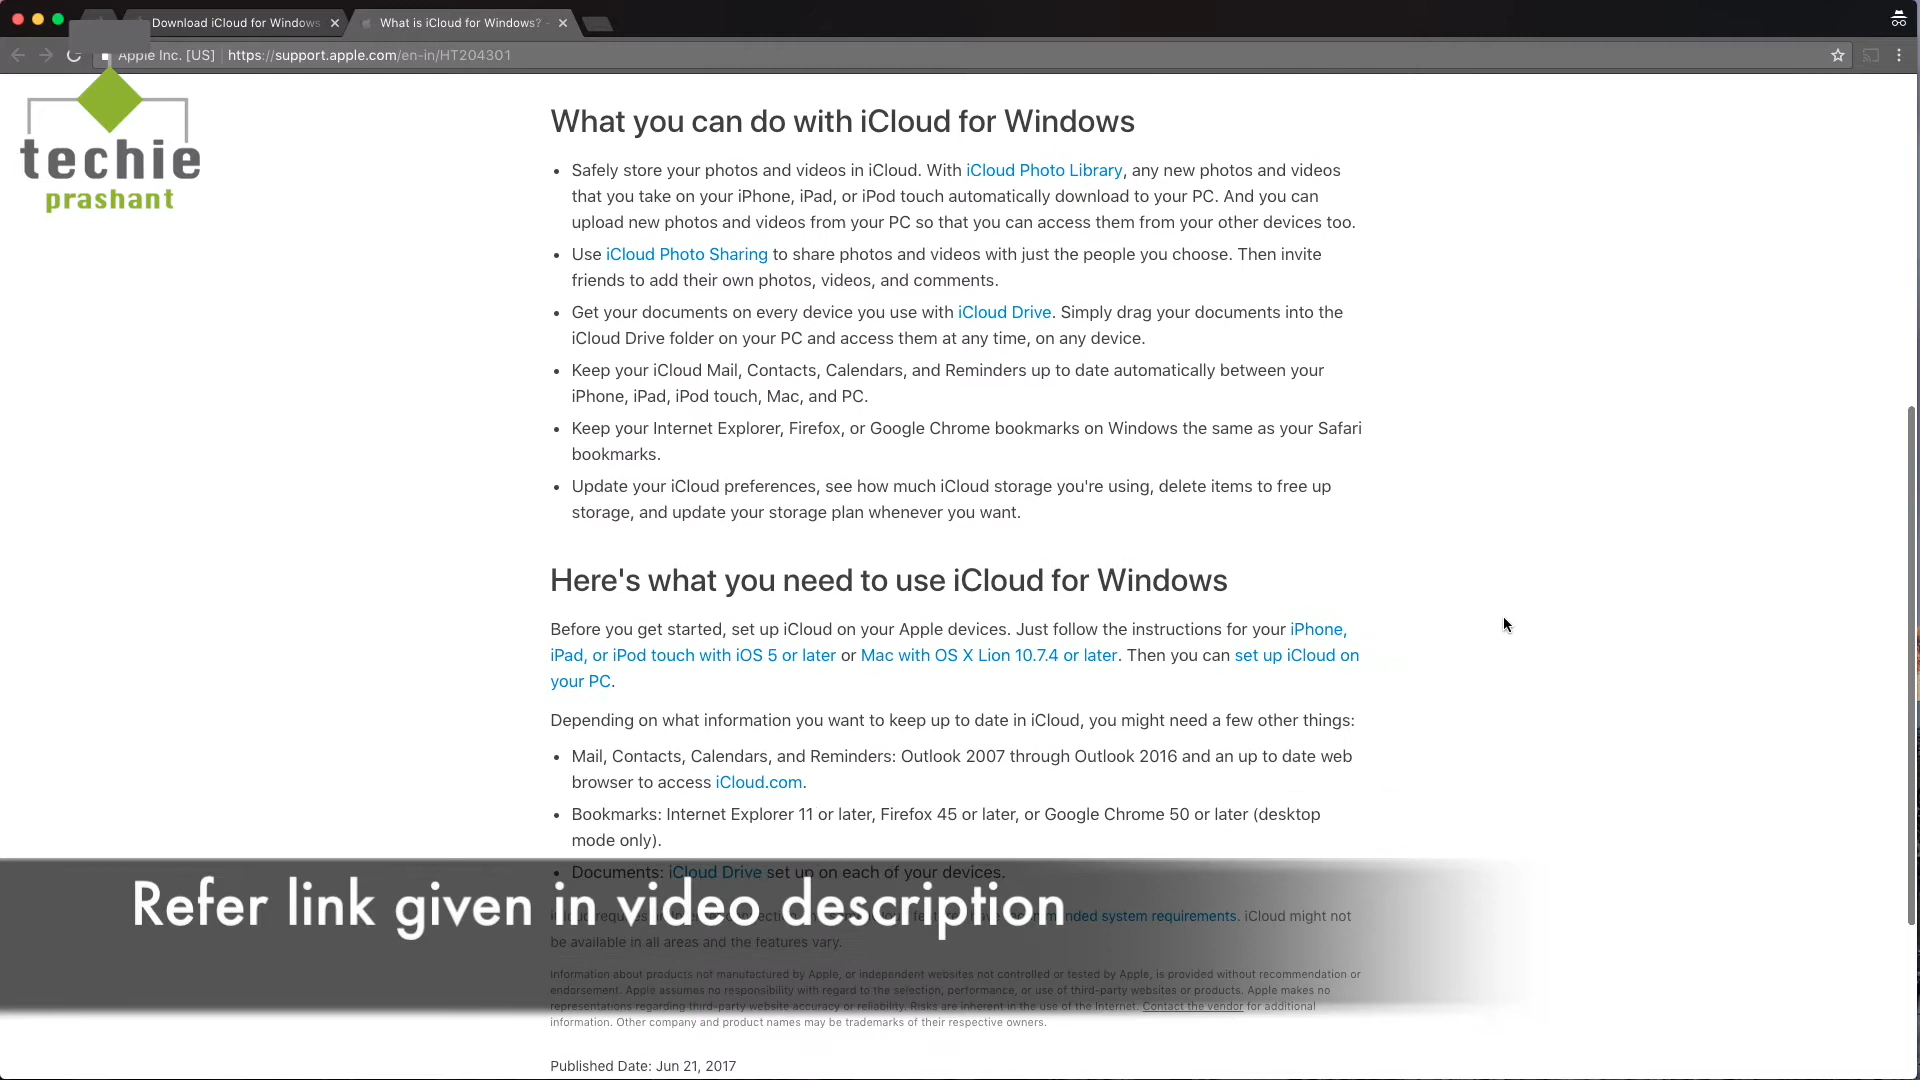 Download iCloud for Windows
What is iCloud for Windows? -
Apple Inc. [US] https://support.apple.com/en-in/HT204301
techie
prashant
What you can do with iCloud for Windows
• Safely store your photos and videos in iCloud. With iCloud Photo Library, any new photos and videos
that you take on your iPhone, iPad, or iPod touch automatically download to your PC. And you can
upload new photos and videos from your PC so that you can access them from your other devices too.
• Use iCloud Photo Sharing to share photos and videos with just the people you choose. Then invite
friends to add their own photos, videos, and comments.
• Get your documents on every device you use with iCloud Drive. Simply drag your documents into the
iCloud Drive folder on your PC and access them at any time, on any device.
• Keep your iCloud Mail, Contacts, Calendars, and Reminders up to date automatically between your
iPhone, iPad, iPod touch, Mac, and PC.
• Keep your Internet Explorer, Firefox, or Google Chrome bookmarks on Windows the same as your Safari
bookmarks.
• Update your iCloud preferences, see how much iCloud storage you're using, delete items to free up
storage, and update your storage plan whenever you want.
Here's what you need to use iCloud for Windows
Before you get started, set up iCloud on your Apple devices. Just follow the instructions for your iPhone,
iPad, or iPod touch with iOS 5 or later or Mac with OS X Lion 10.7.4 or later. Then you can set up iCloud on
your PC.
Depending on what information you want to keep up to date in iCloud, you might need a few other things:
• Mail, Contacts, Calendars, and Reminders: Outlook 2007 through Outlook 2016 and an up to date web
browser to access iCloud.com.
• Bookmarks: Internet Explorer 11 or later, Firefox 45 or later, or Google Chrome 50 or later (desktop
mode only).
• Documents: iCloud Drive set up on each of your devices.
Refer link given in video description
system requirements. iCloud might not
be available in all areas and the features vary.
Information about products not manufactured by Apple, or independent websites not controlled or tested by Apple, is provided without recommendation or
endorsement. Apple assumes no responsibility with regard to the selection, performance, or use of third-party websites or products. Apple makes no
representations regarding third-party website accuracy or reliability. Risks are inherent in the use of the Internet. Contact the vendor for additional
information. Other company and product names may be trademarks of their respective owners.
Published Date: Jun 21, 2017